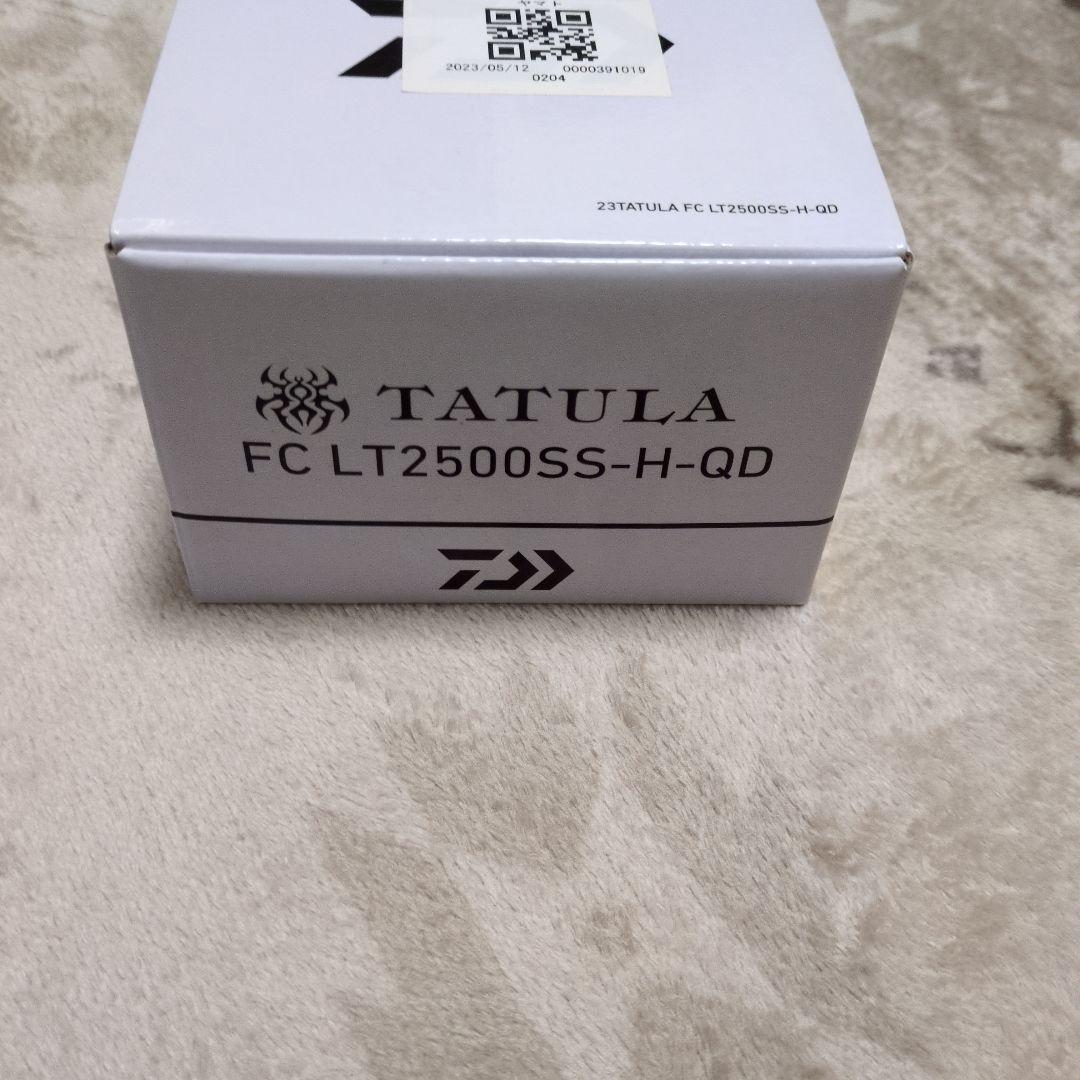 ヤマト
2023/05/12 0000391019
0204
23TATULA FC LT2500SS-H-QD
TATULA
FC LT2500SS-H-QD